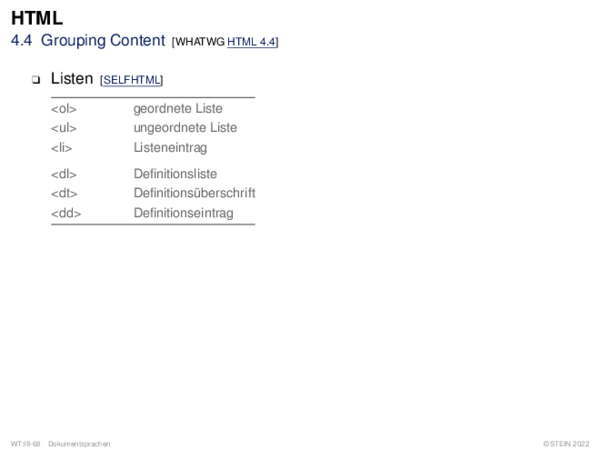 HTML
4.4 Grouping Content [WHATWG HTML 4.4]
❑ Listen [SELFHTML]
<ol> geordnete Liste
<ul> ungeordnete Liste
<li> Listeneintrag
<dl> Definitionsliste
<dt> Definitionsüberschrift
<dd> Definitionseintrag
WT:III-68 Dokumentsprachen ©STEIN 2022